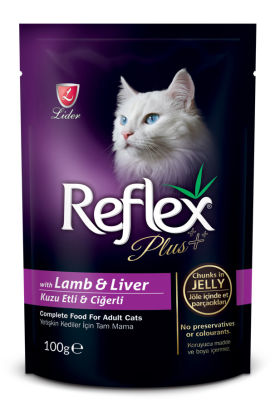 Lider
Reflex
Plus++
with Lamb & Liver
Kuzu Etli & Ciğerli
Complete Food For Adult Cats
Yetişkin Kediler İçin Tam Mama
100g℮
Chunks in
JELLY
Jöle içinde et
parçacıkları
No preservatives
or colourants.
Koruyucu madde
ve boya içermez.